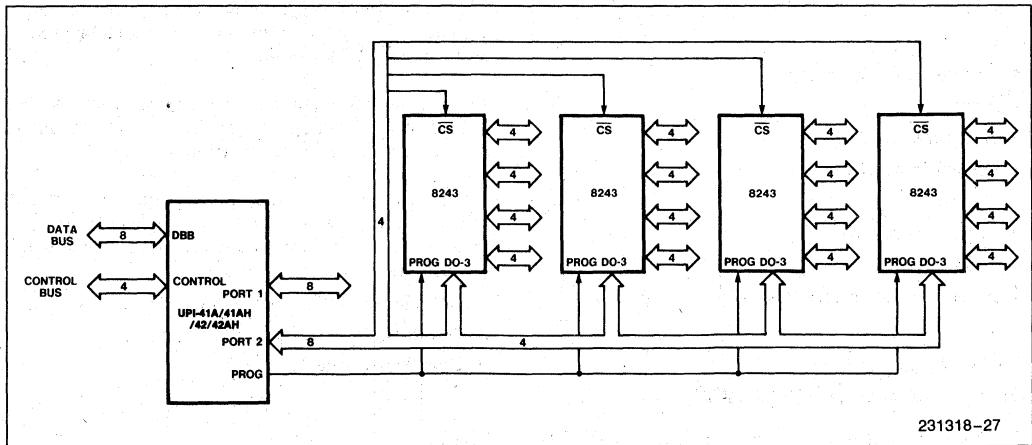 CS
CS
CS
CS
4
4
4
4
8243
8243
8243
8243
4
4
4
4
4
4
4
4
4
PROG DO-3
4
PROG DO-3
4
PROG DO-3
4
PROG DO-3
4
DATA
BUS
8
DBB
CONTROL
BUS
4
CONTROL
PORT 1
8
UPI-41A/41AH
/42/42AH
PORT 2
8
4
PROG
231318-27